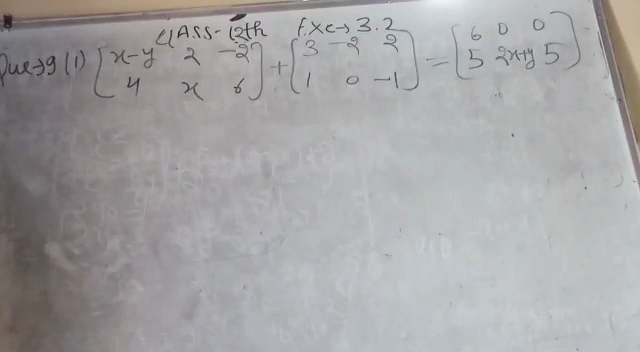 CLASS-12th Exc→3.2
Que→9(1) [x-y 2 -2] + [3 -2 2] = [6 0 0]
[4 x 6] [1 0 -1] [5 2x+y 5]